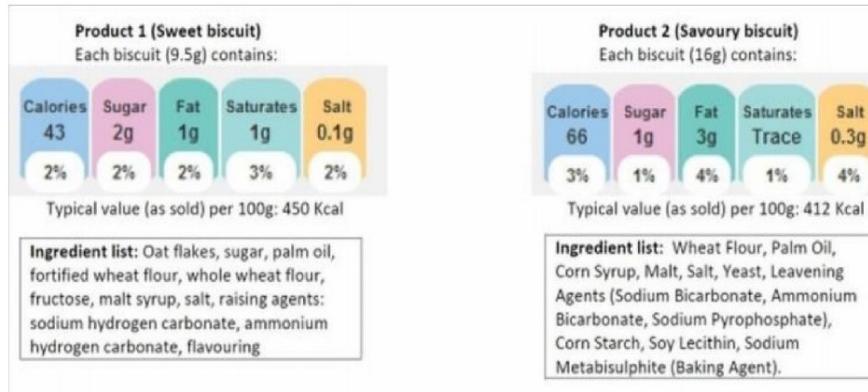 Product 1 (Sweet biscuit)
Each biscuit (9.5g) contains:
Calories Sugar Fat Saturates Salt
43 2g 1g 1g 0.1g
2% 2% 2% 3% 2%
Typical value (as sold) per 100g: 450 Kcal
Ingredient list: Oat flakes, sugar, palm oil,
fortified wheat flour, whole wheat flour,
fructose, malt syrup, salt, raising agents:
sodium hydrogen carbonate, ammonium
hydrogen carbonate, flavouring
Product 2 (Savoury biscuit)
Each biscuit (16g) contains:
Calories Sugar Fat Saturates Salt
66 1g 3g Trace 0.3g
3% 1% 4% 1% 4%
Typical value (as sold) per 100g: 412 Kcal
Ingredient list: Wheat Flour, Palm Oil,
Corn Syrup, Malt, Salt, Yeast, Leavening
Agents (Sodium Bicarbonate, Ammonium
Bicarbonate, Sodium Pyrophosphate),
Corn Starch, Soy Lecithin, Sodium
Metabisulphite (Baking Agent).